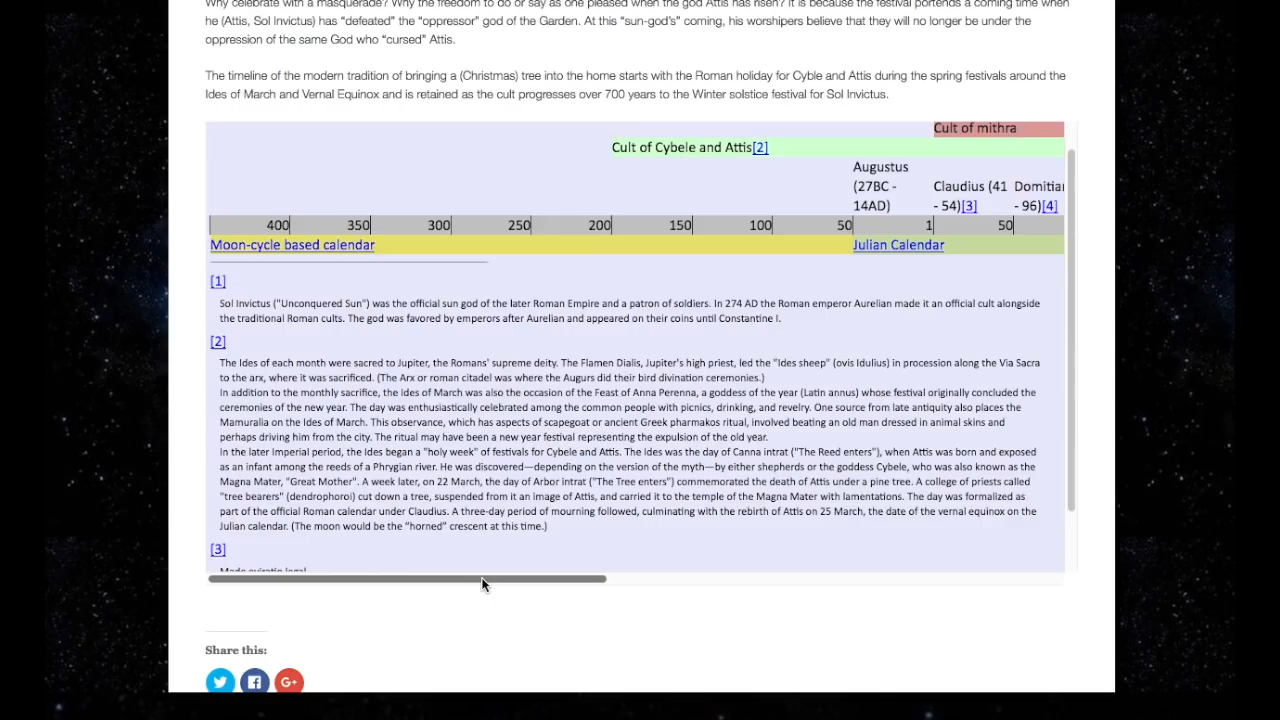 Why celebrate with a masquerade? Why the freedom to do or say as one pleased when the god Attis has risen? It is because the festival portends a coming time when
he (Attis, Sol Invictus) has “defeated” the “oppressor” god of the Garden. At this “sun-god’s” coming, his worshipers believe that they will no longer be under the
oppression of the same God who “cursed” Attis.
The timeline of the modern tradition of bringing a (Christmas) tree into the home starts with the Roman holiday for Cyble and Attis during the spring festivals around the
Ides of March and Vernal Equinox and is retained as the cult progresses over 700 years to the Winter solstice festival for Sol Invictus.
Cult of mithra
Cult of Cybele and Attis[2]
Augustus
(27BC - Claudius (41 Domitian
14AD) - 54)[3] - 96)[4]
400 350 300 250 200 150 100 50 1 50
Moon-cycle based calendar Julian Calendar
[1]
Sol Invictus ("Unconquered Sun") was the official sun god of the later Roman Empire and a patron of soldiers. In 274 AD the Roman emperor Aurelian made it an official cult alongside
the traditional Roman cults. The god was favored by emperors after Aurelian and appeared on their coins until Constantine I.
[2]
The Ides of each month were sacred to Jupiter, the Romans' supreme deity. The Flamen Dialis, Jupiter's high priest, led the "Ides sheep" (ovis Idulius) in procession along the Via Sacra
to the arx, where it was sacrificed. (The Arx or roman citadel was where the Augurs did their bird divination ceremonies.)
In addition to the monthly sacrifice, the Ides of March was also the occasion of the Feast of Anna Perenna, a goddess of the year (Latin annus) whose festival originally concluded the
ceremonies of the new year. The day was enthusiastically celebrated among the common people with picnics, drinking, and revelry. One source from late antiquity also places the
Mamuralia on the Ides of March. This observance, which has aspects of scapegoat or ancient Greek pharmakos ritual, involved beating an old man dressed in animal skins and
perhaps driving him from the city. The ritual may have been a new year festival representing the expulsion of the old year.
In the later Imperial period, the Ides began a "holy week" of festivals for Cybele and Attis. The Ides was the day of Canna intrat ("The Reed enters"), when Attis was born and exposed
as an infant among the reeds of a Phrygian river. He was discovered—depending on the version of the myth—by either shepherds or the goddess Cybele, who was also known as the
Magna Mater, "Great Mother". A week later, on 22 March, the day of Arbor intrat ("The Tree enters") commemorated the death of Attis under a pine tree. A college of priests called
"tree bearers" (dendrophoroi) cut down a tree, suspended from it an image of Attis, and carried it to the temple of the Magna Mater with lamentations. The day was formalized as
part of the official Roman calendar under Claudius. A three-day period of mourning followed, culminating with the rebirth of Attis on 25 March, the date of the vernal equinox on the
Julian calendar. (The moon would be the “horned” crescent at this time.)
[3]
Share this:
G+